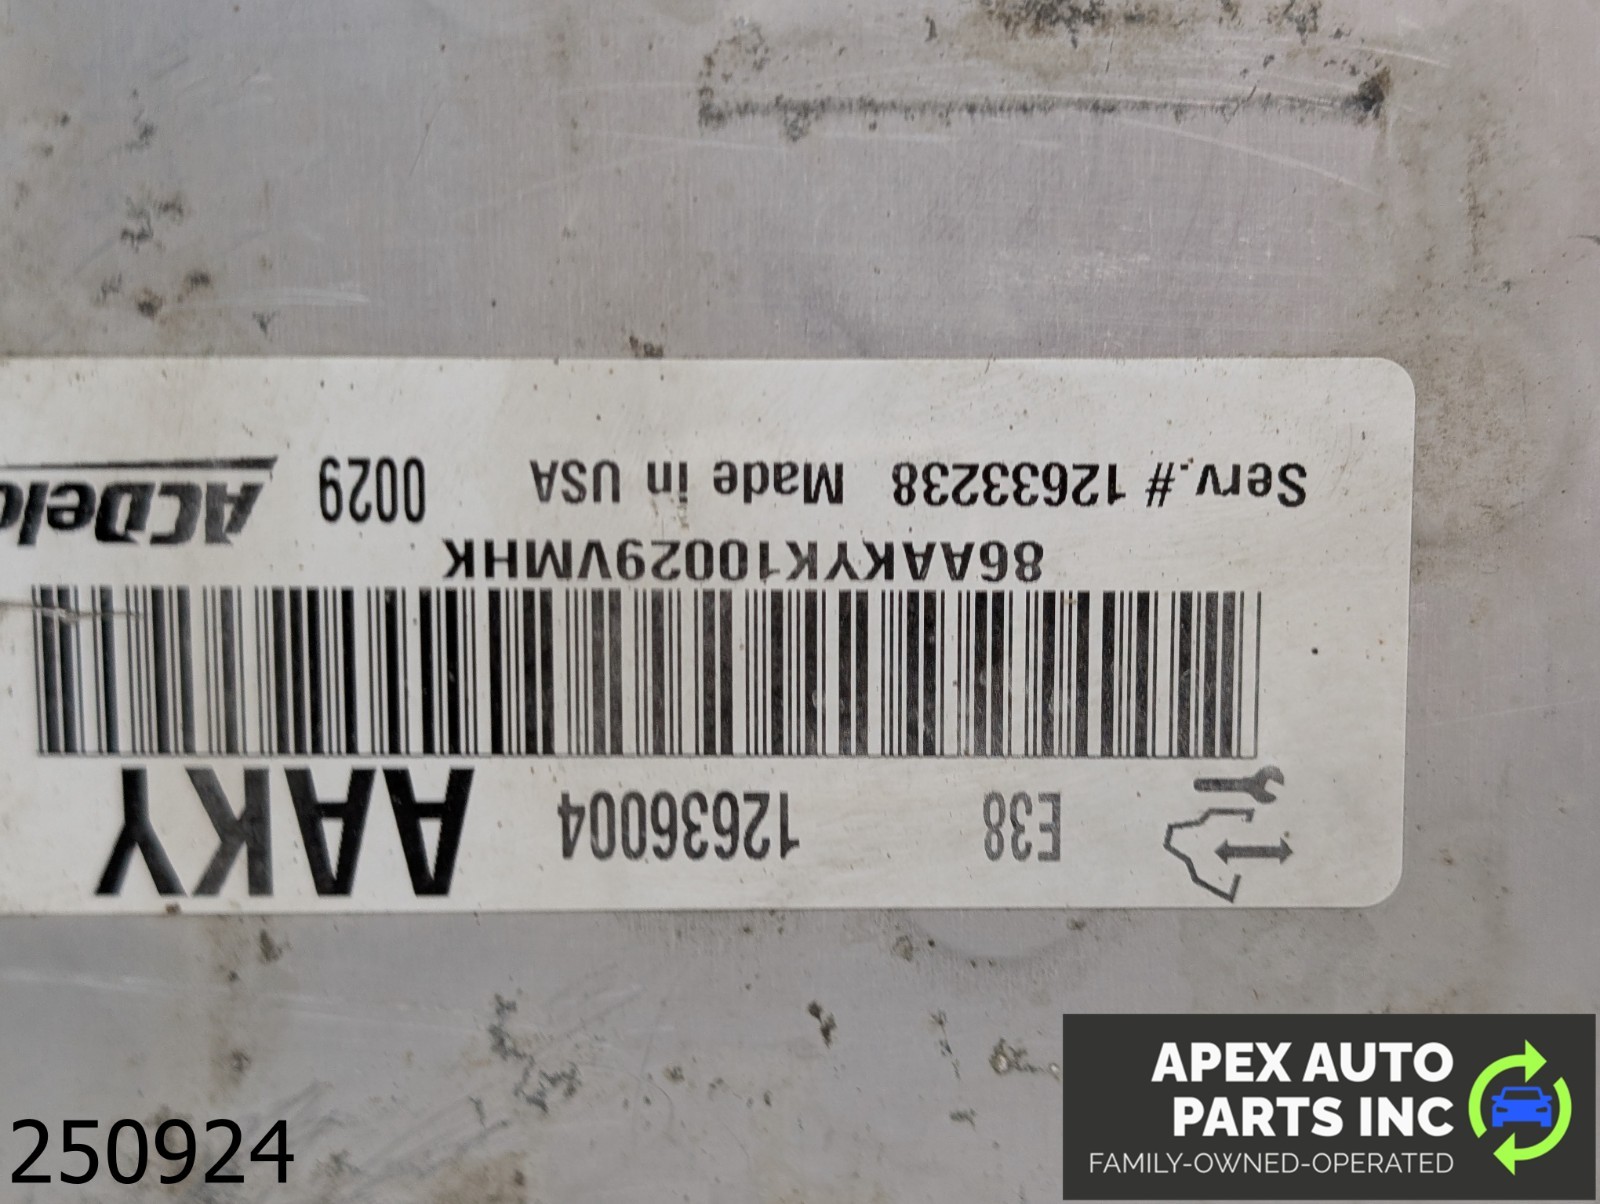 E38 12636004 AAKY
86AAKYK10029VMHK
Serv.# 12633238 Made in USA 0029 ACDelco
250924
APEX AUTO
PARTS INC
FAMILY-OWNED-OPERATED